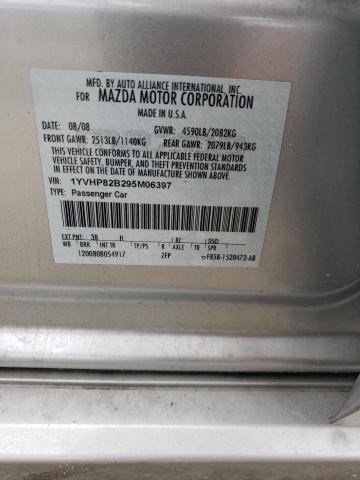 MFD. BY AUTO ALLIANCE INTERNATIONAL, INC.
FOR MAZDA MOTOR CORPORATION
MADE IN U.S.A.
DATE: 08/08 GVWR: 4590LB/2082KG
FRONT GAWR: 2513LB/1140KG REAR GAWR: 2079LB/943KG
THIS VEHICLE CONFORMS TO ALL APPLICABLE FEDERAL MOTOR
VEHICLE SAFETY, BUMPER, AND THEFT PREVENTION STANDARDS
IN EFFECT ON THE DATE OF MANUFACTURE SHOWN ABOVE.
VIN: 1YVHP82B295M06397
TYPE: Passenger Car
EXT PNT: 38 H RC: DSO:
WB BRK INT TR TP/PS R AXLE TR SPR
1200808054917 ZFP F85B-1520472-AB